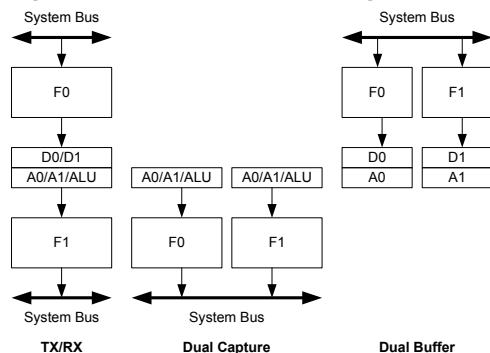 System Bus
System Bus
F0
F0
F1
D0/D1
D0
D1
A0/A1/ALU
A0/A1/ALU
A0/A1/ALU
A0
A1
F1
F0
F1
System Bus
System Bus
TX/RX
Dual Capture
Dual Buffer